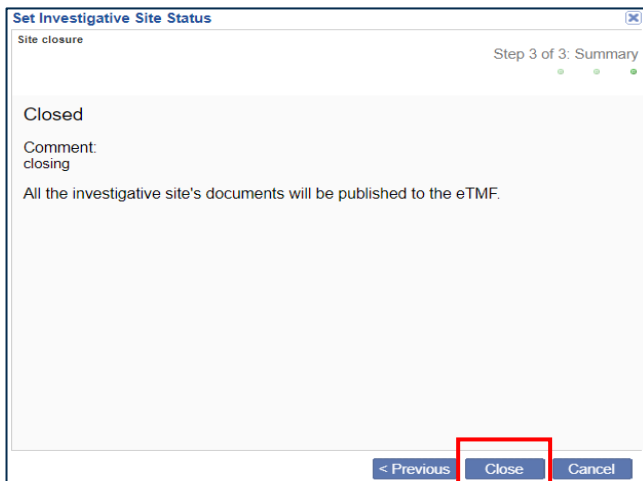 Set Investigative Site Status
Site closure
Step 3 of 3: Summary
Closed
Comment:
closing
All the investigative site's documents will be published to the eTMF.
< Previous
Close
Cancel